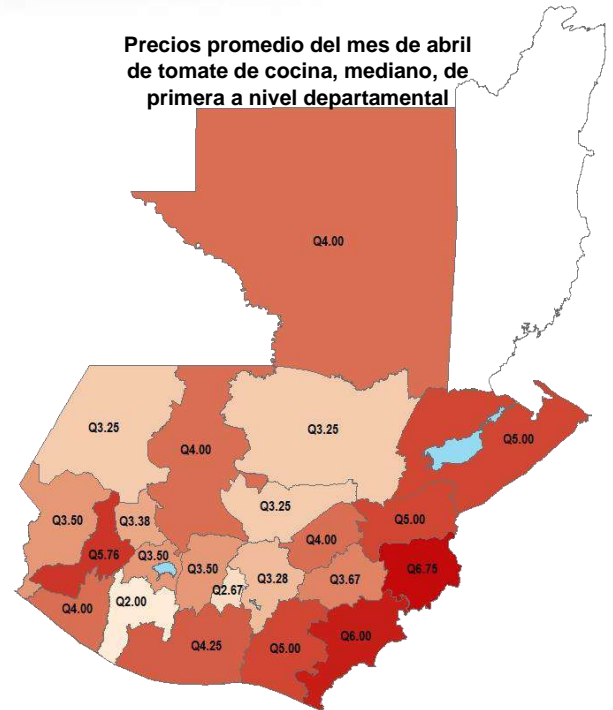 Precios promedio del mes de abril
de tomate de cocina, mediano, de
primera a nivel departamental
Q4.00
Q3.25
Q4.00
Q3.25
Q5.00
Q3.25
Q3.50
Q3.38
Q5.00
Q4.00
Q5.76
Q3.50
Q3.50
Q6.75
Q3.67
Q3.28
Q2.67
Q4.00
Q2.00
Q6.00
Q4.25
Q5.00